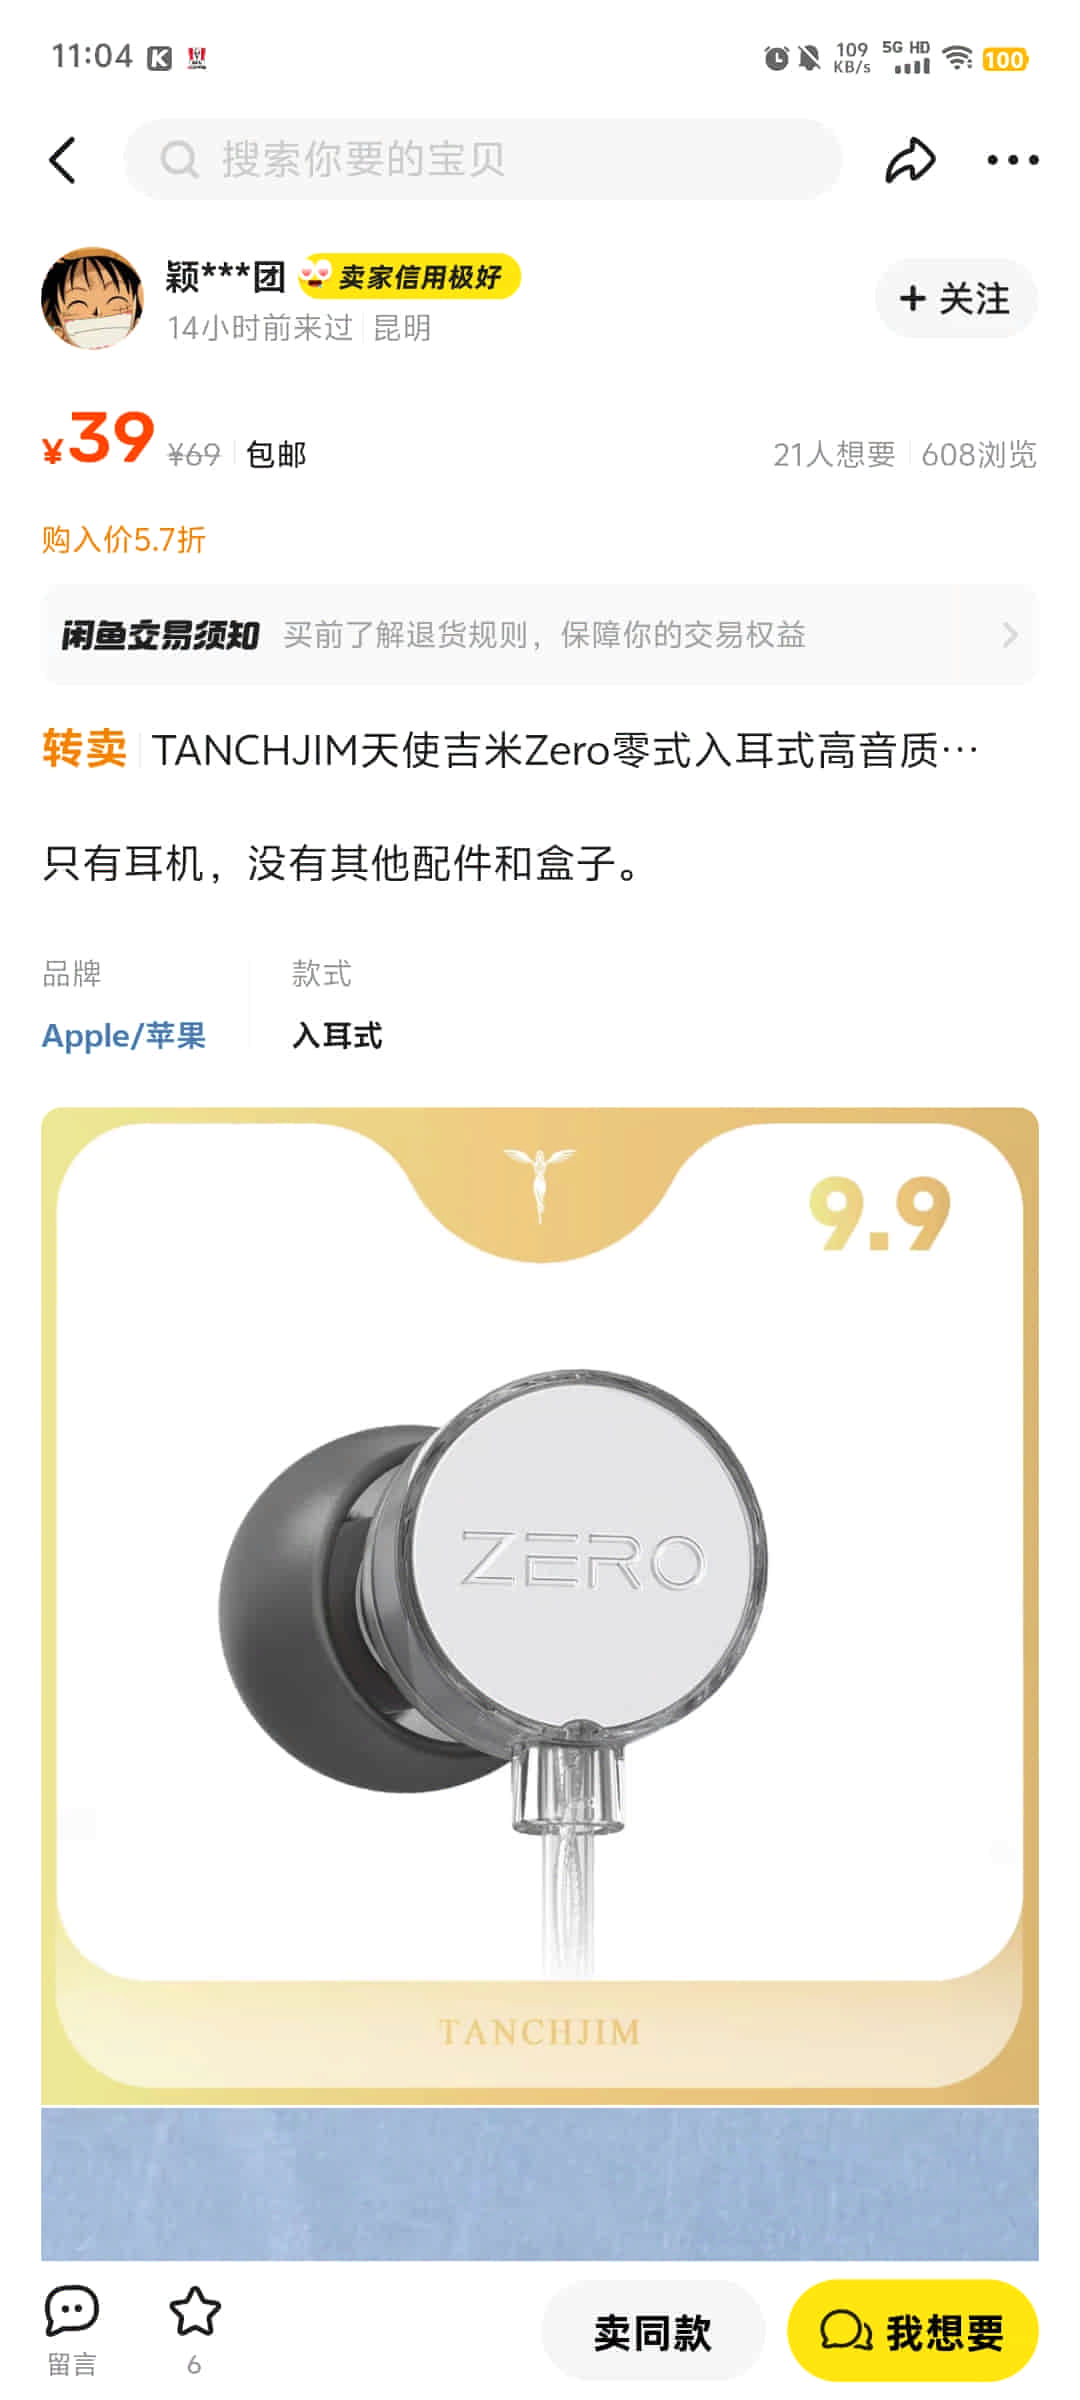 11:04
109 KB/s
5G HD
100
搜索你要的宝贝
颖***团
卖家信用极好
+ 关注
14小时前来过
昆明
¥39
¥69
包邮
21人想要
608浏览
购入价5.7折
闲鱼交易须知
买前了解退货规则，保障你的交易权益
转卖 TANCHJIM天使吉米Zero零式入耳式高音质…
只有耳机，没有其他配件和盒子。
品牌
款式
Apple/苹果
入耳式
9.9
ZERO
TANCHJIM
留言
6
卖同款
我想要